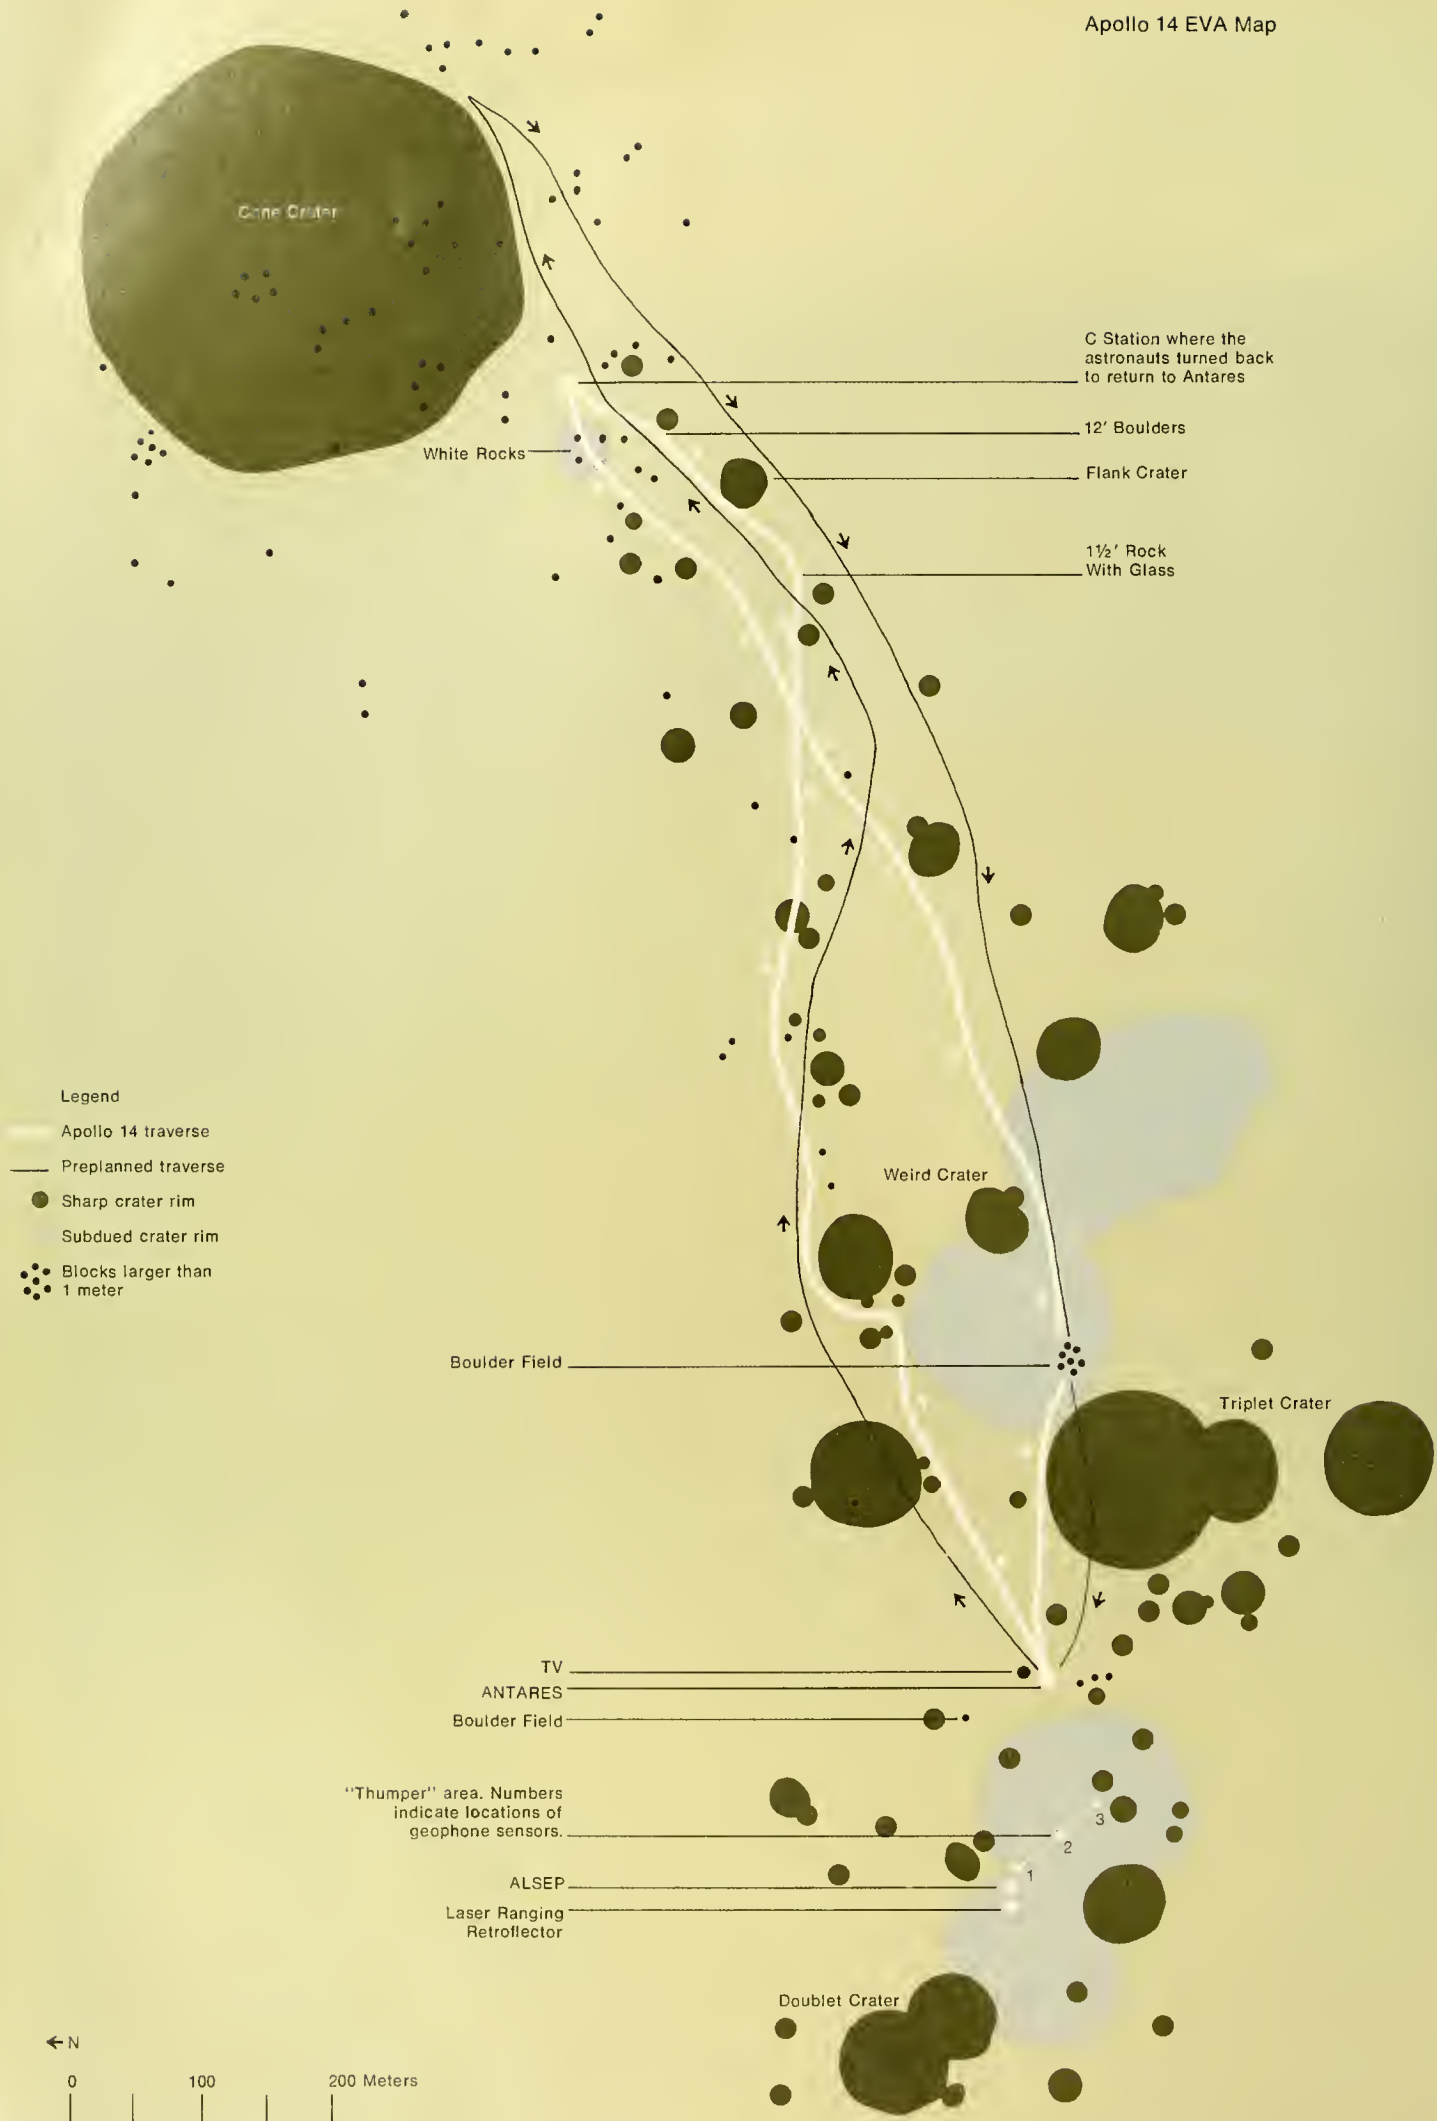 Apollo 14 EVA Map
Cone Crater
C Station where the
astronauts turned back
to return to Antares
12' Boulders
White Rocks
Flank Crater
1½' Rock
With Glass
Legend
Apollo 14 traverse
Preplanned traverse
Sharp crater rim
Subdued crater rim
Blocks larger than
1 meter
Weird Crater
Boulder Field
Triplet Crater
TV
ANTARES
Boulder Field
"Thumper" area. Numbers
indicate locations of
geophone sensors.
3
2
1
ALSEP
Laser Ranging
Retroflector
Doublet Crater
N
0 100 200 Meters